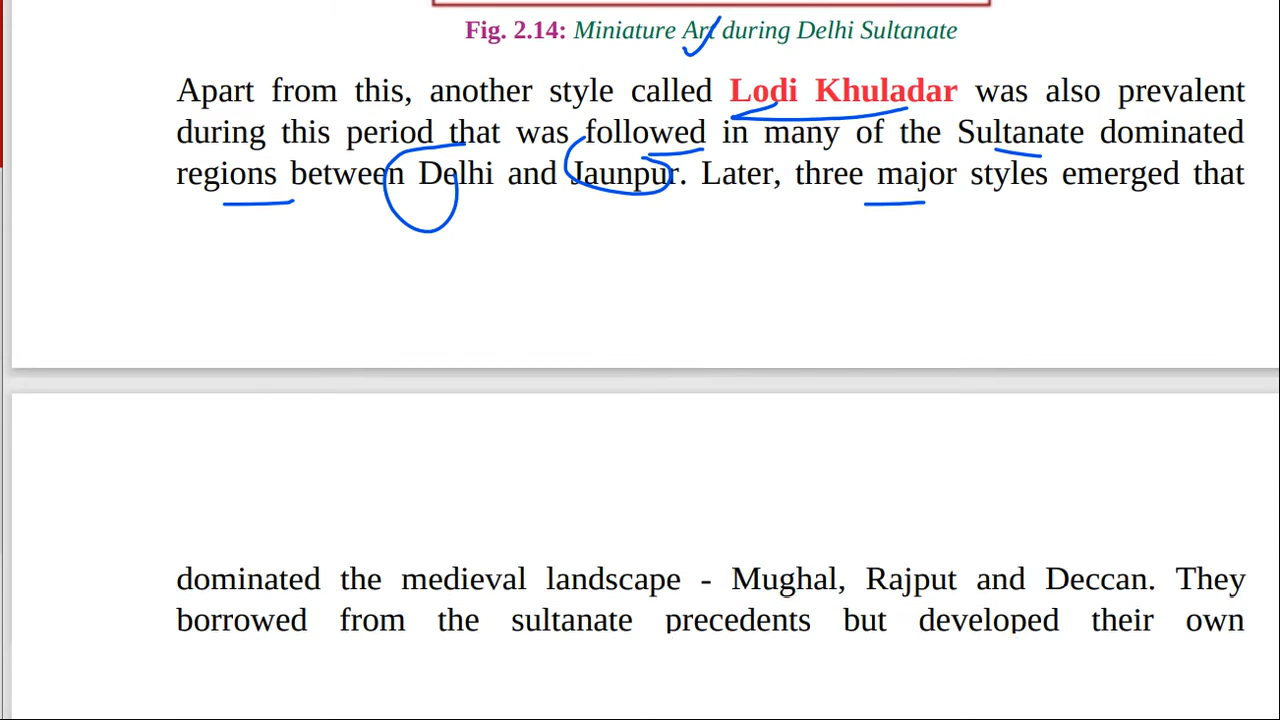 Fig. 2.14: Miniature Art during Delhi Sultanate
Apart from this, another style called Lodi Khuladar was also prevalent
during this period that was followed in many of the Sultanate dominated
regions between Delhi and Jaunpur. Later, three major styles emerged that
dominated the medieval landscape - Mughal, Rajput and Deccan. They
borrowed from the sultanate precedents but developed their own